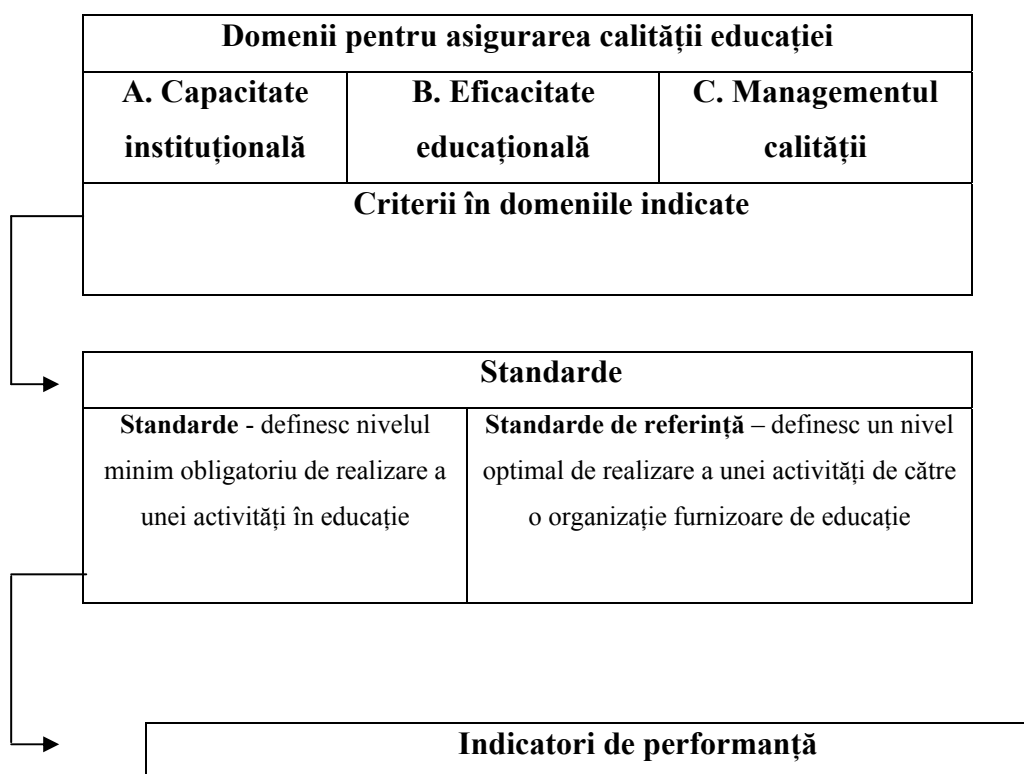 Domenii pentru asigurarea calității educației
A. Capacitate
instituțională
B. Eficacitate
educațională
C. Managementul
calității
Criterii în domeniile indicate
Standarde
Standarde - definesc nivelul
minim obligatoriu de realizare a
unei activități în educație
Standarde de referință – definesc un nivel
optimal de realizare a unei activități de către
o organizație furnizoare de educație
Indicatori de performanță